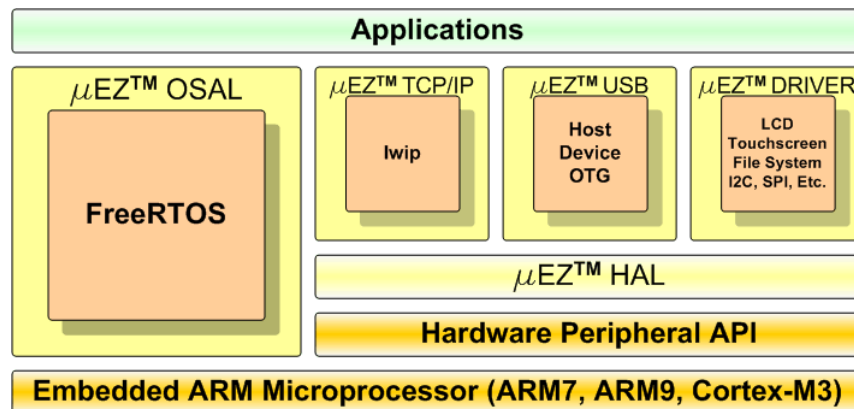 Applications
μEZ™ OSAL
FreeRTOS
μEZ™ TCP/IP
lwip
μEZ™ USB
Host
Device
OTG
μEZ™ DRIVER
LCD
Touchscreen
File System
I2C, SPI, Etc.
μEZ™ HAL
Hardware Peripheral API
Embedded ARM Microprocessor (ARM7, ARM9, Cortex-M3)